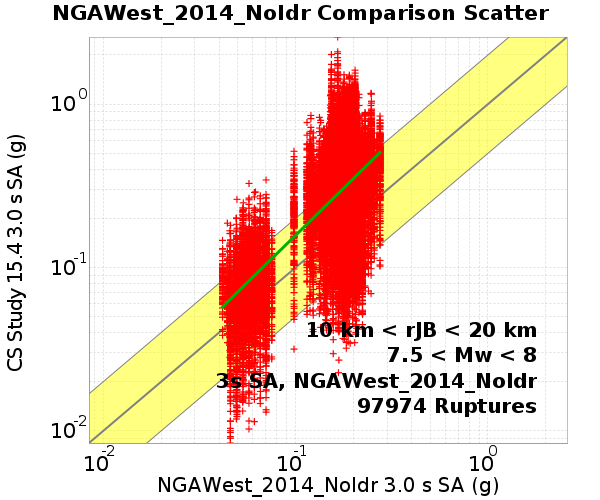 NGAWest_2014_NoIdr Comparison Scatter
CS Study 15.4 3.0 s SA (g)
10⁰
10⁻¹
10⁻²
10 km < rJB < 20 km
7.5 < Mw < 8
3s SA, NGAWest_2014_NoIdr
97974 Ruptures
10⁻² 10⁻¹ 10⁰
NGAWest_2014_NoIdr 3.0 s SA (g)